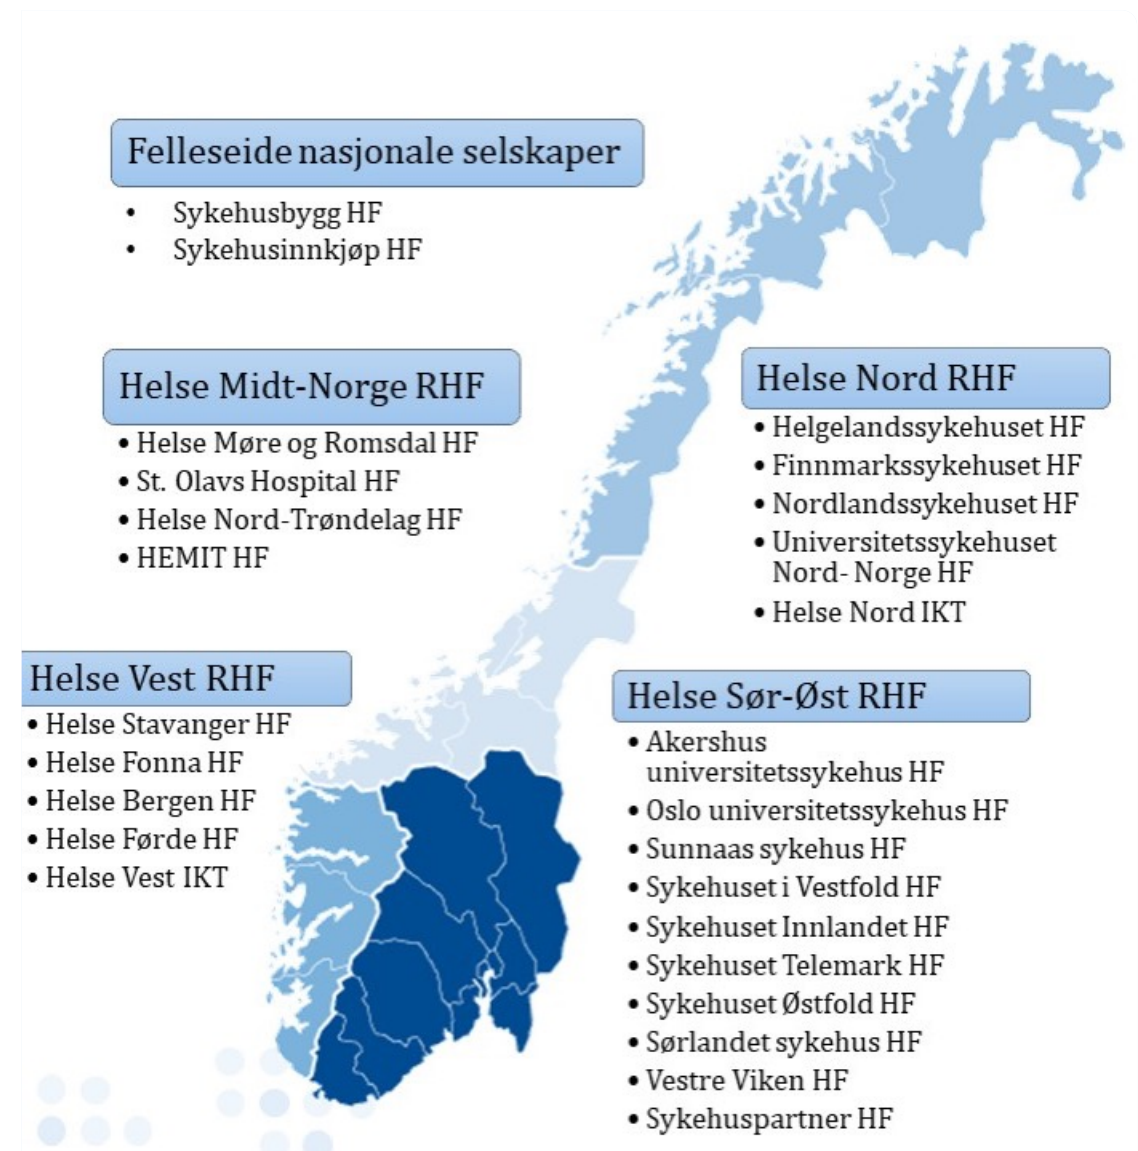 Felleseide nasjonale selskaper
• Sykehusbygg HF
• Sykehusinnkjøp HF
Helse Midt-Norge RHF
• Helse Møre og Romsdal HF
• St. Olavs Hospital HF
• Helse Nord-Trøndelag HF
• HEMIT HF
Helse Nord RHF
• Helgelandssykehuset HF
• Finnmarkssykehuset HF
• Nordlandssykehuset HF
• Universitetssykehuset
Nord- Norge HF
• Helse Nord IKT
Helse Vest RHF
• Helse Stavanger HF
• Helse Fonna HF
• Helse Bergen HF
• Helse Førde HF
• Helse Vest IKT
Helse Sør-Øst RHF
• Akershus
universitetssykehus HF
• Oslo universitetssykehus HF
• Sunnaas sykehus HF
• Sykehuset i Vestfold HF
• Sykehuset Innlandet HF
• Sykehuset Telemark HF
• Sykehuset Østfold HF
• Sørlandet sykehus HF
• Vestre Viken HF
• Sykehuspartner HF